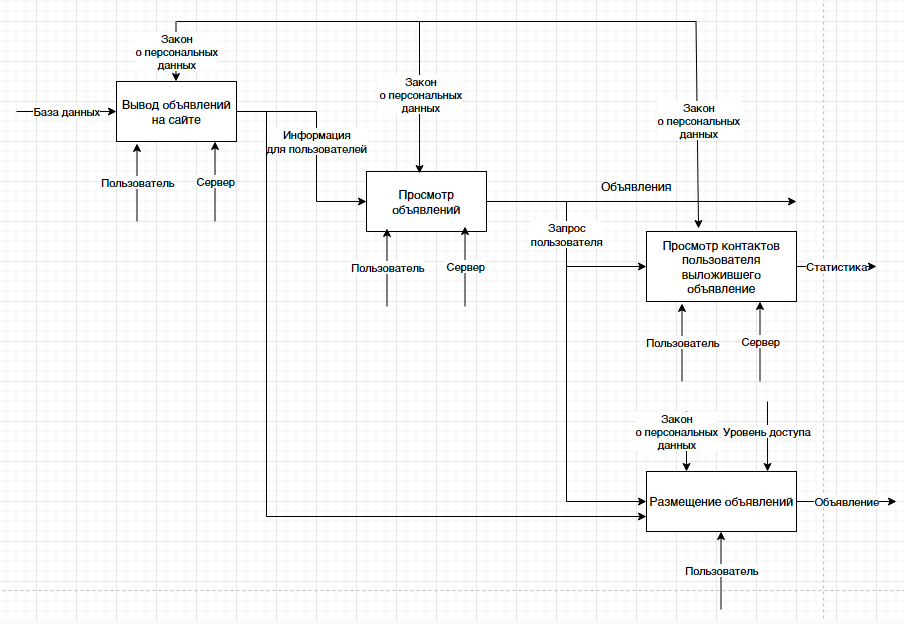 Закон
о персональных
данных
База данных
Вывод объявлений
на сайте
Пользователь
Сервер
Информация
для пользователей
Закон
о персональных
данных
Просмотр
объявлений
Пользователь
Сервер
Объявления
Запрос
пользователя
Закон
о персональных
данных
Просмотр контактов
пользователя
выложившего
объявление
Статистика
Пользователь
Сервер
Закон
о персональных
данных
Уровень доступа
Размещение объявлений
Объявление
Пользователь